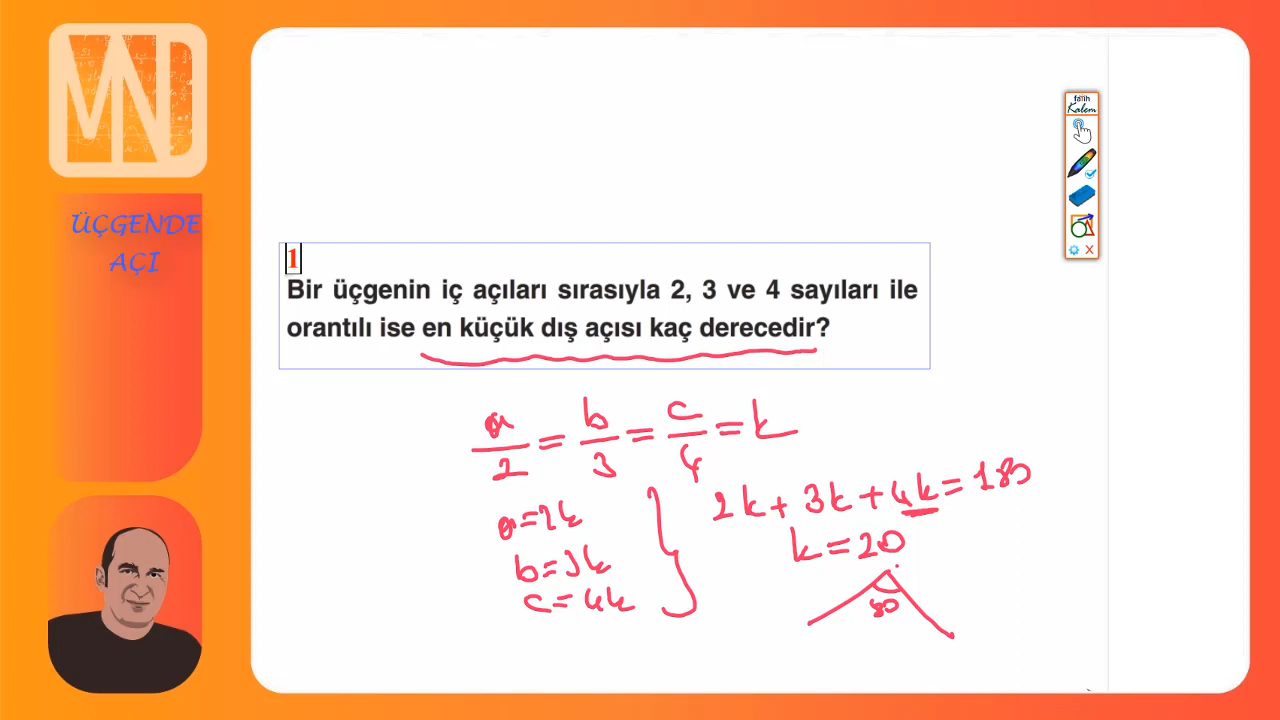 ÜÇGENDE
AÇI
fatih
Kalem
1
Bir üçgenin iç açıları sırasıyla 2, 3 ve 4 sayıları ile
orantılı ise en küçük dış açısı kaç derecedir?
a/2 = b/3 = c/4 = k
a=2k
b=3k
c=4k
2k+3k+4k=180
k=20
80